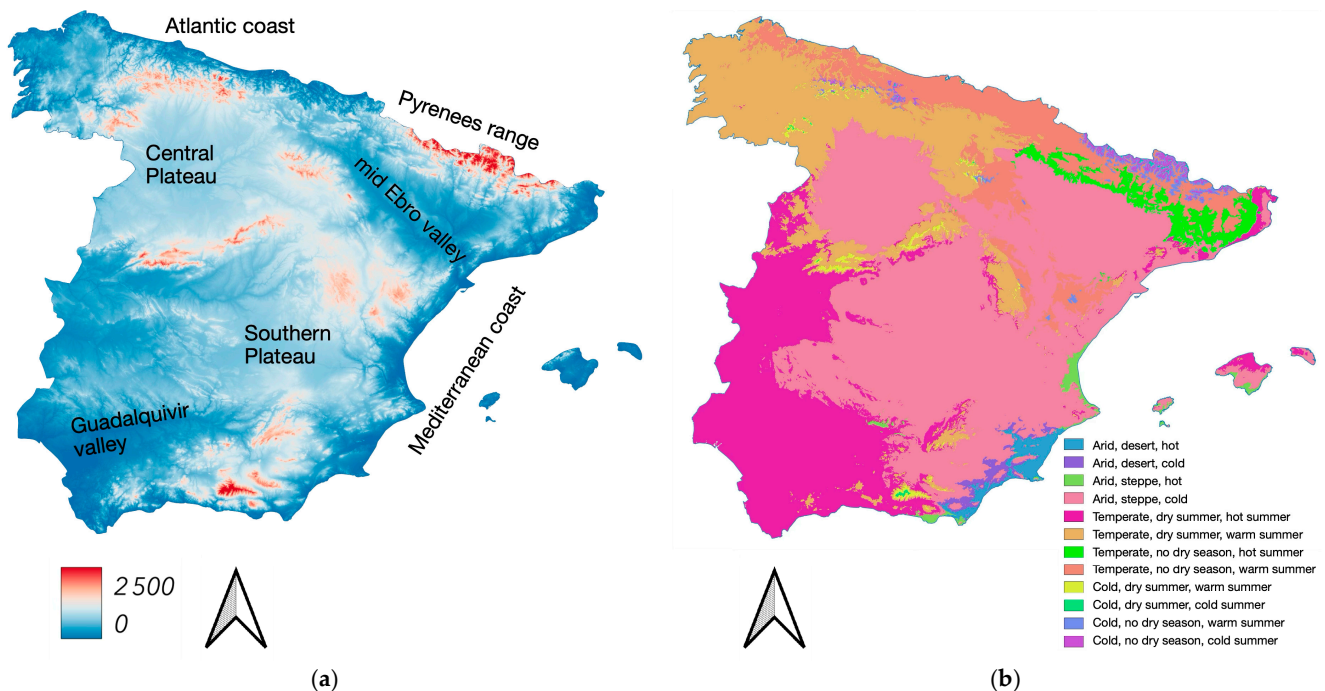 Atlantic coast
Pyrenees range
Central
Plateau
mid Ebro valley
Southern
Plateau
Mediterranean coast
Guadalquivir
valley
2 500
0
(a)
Arid, desert, hot
Arid, desert, cold
Arid, steppe, hot
Arid, steppe, cold
Temperate, dry summer, hot summer
Temperate, dry summer, warm summer
Temperate, no dry season, hot summer
Temperate, no dry season, warm summer
Cold, dry summer, warm summer
Cold, dry summer, cold summer
Cold, no dry season, warm summer
Cold, no dry season, cold summer
(b)